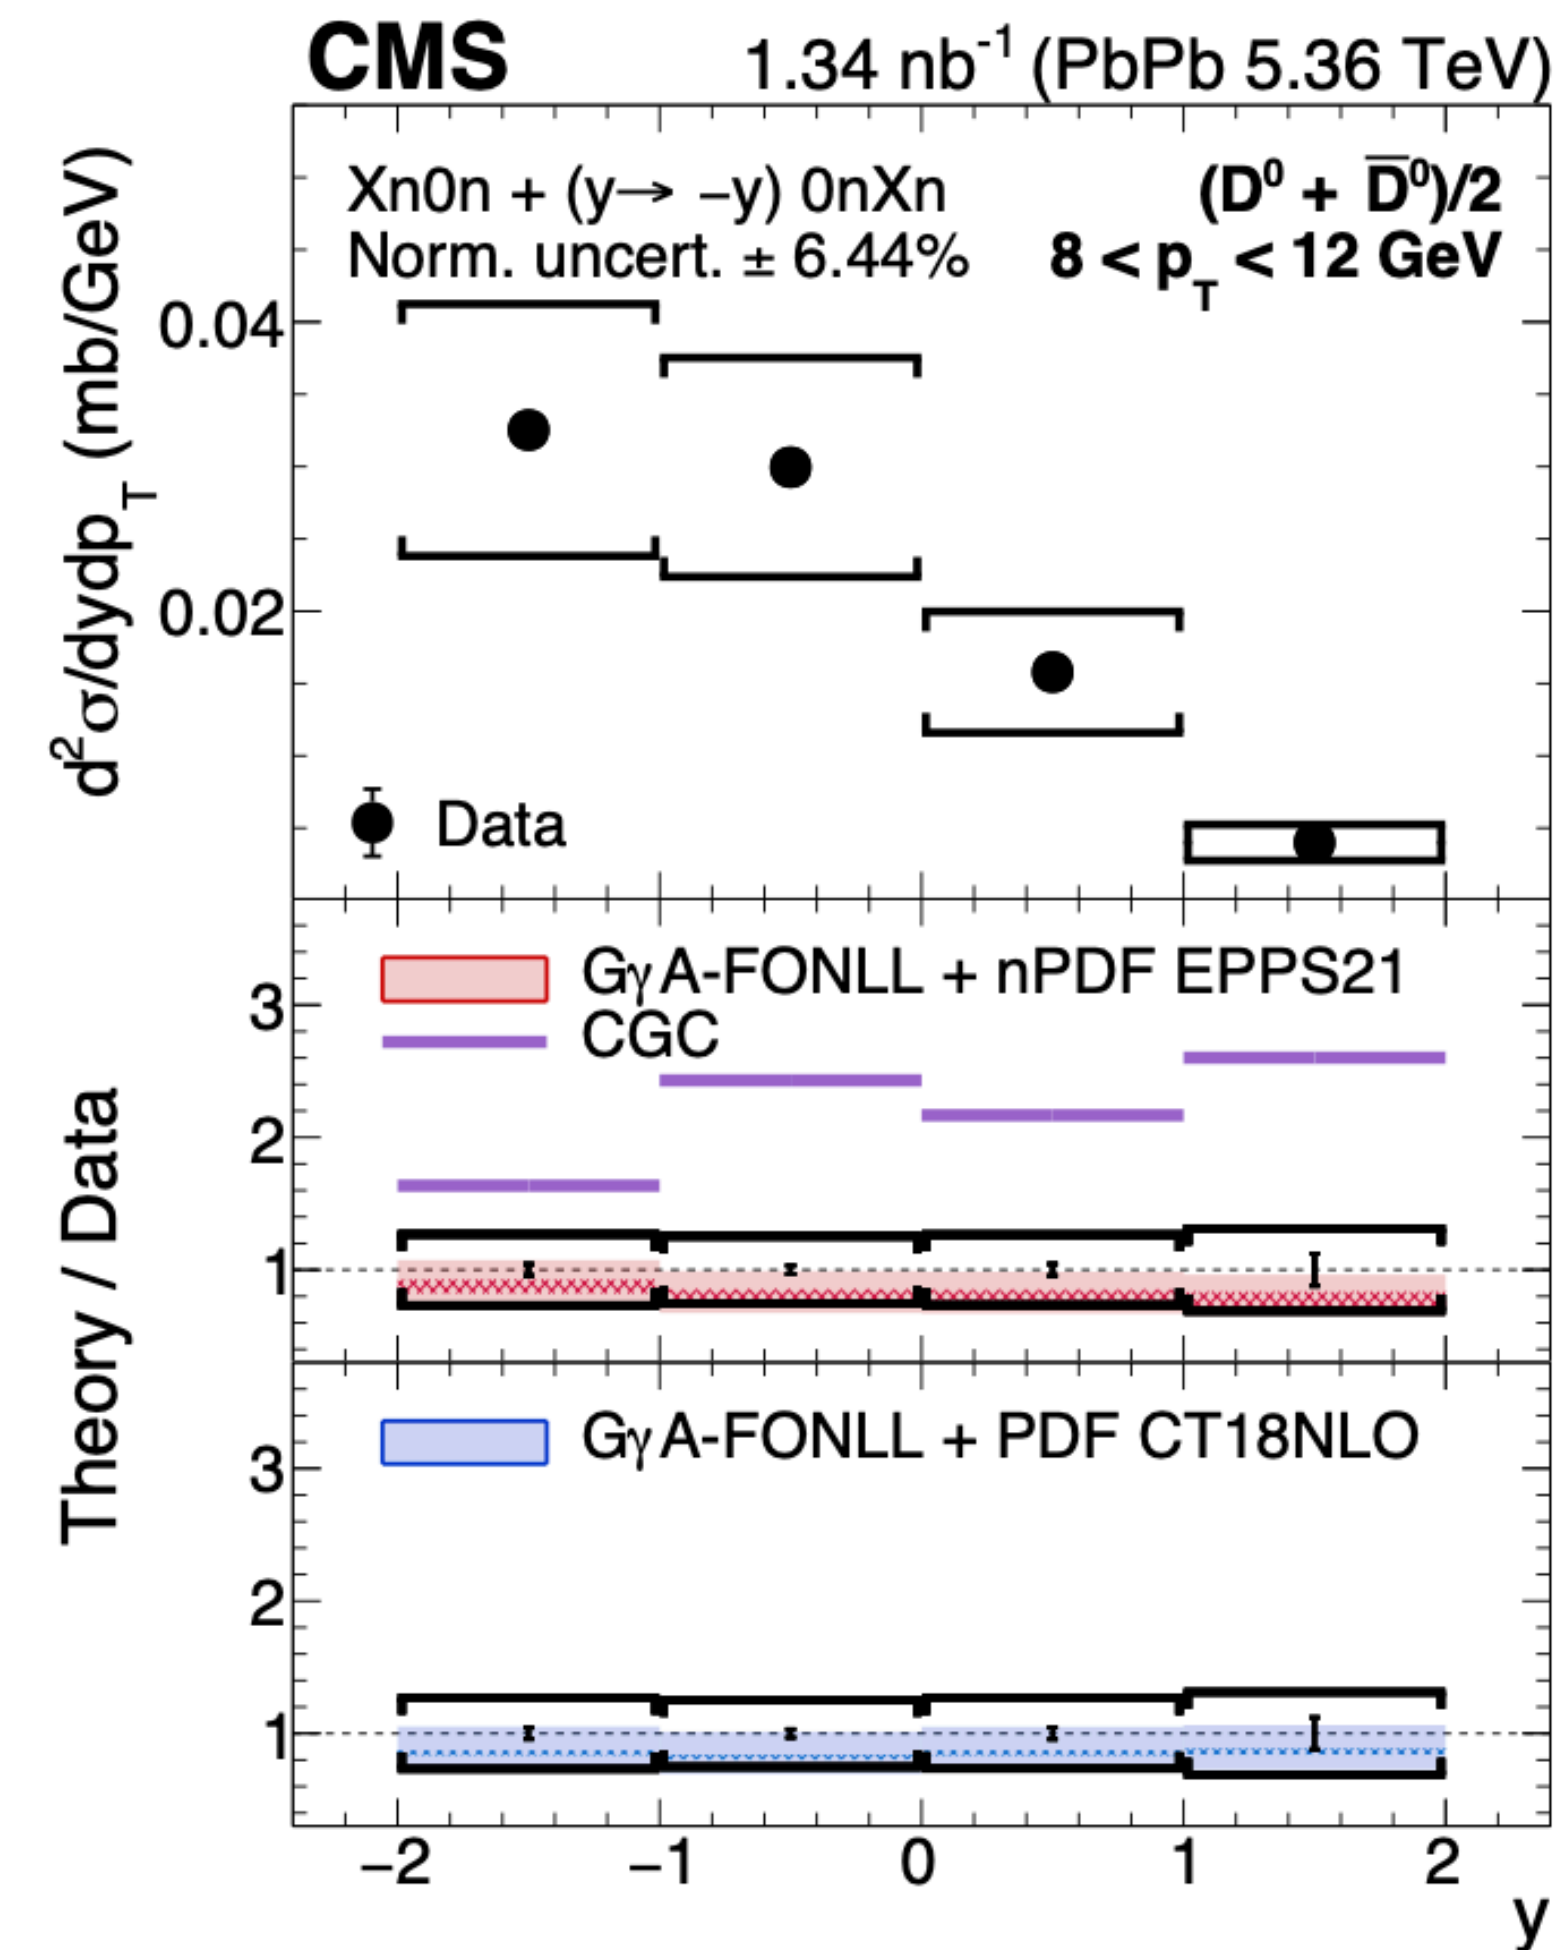 CMS 1.34 nb⁻¹ (PbPb 5.36 TeV)
Xn0n + (y→ –y) 0nXn
Norm. uncert. ± 6.44%
(D⁰ + D̅⁰)/2
8 < p_T < 12 GeV
d²σ/dydp_T (mb/GeV)
0.04
0.02
Data
GγA-FONLL + nPDF EPPS21
CGC
3
2
1
Theory / Data
GγA-FONLL + PDF CT18NLO
3
2
1
−2 −1 0 1 2
y